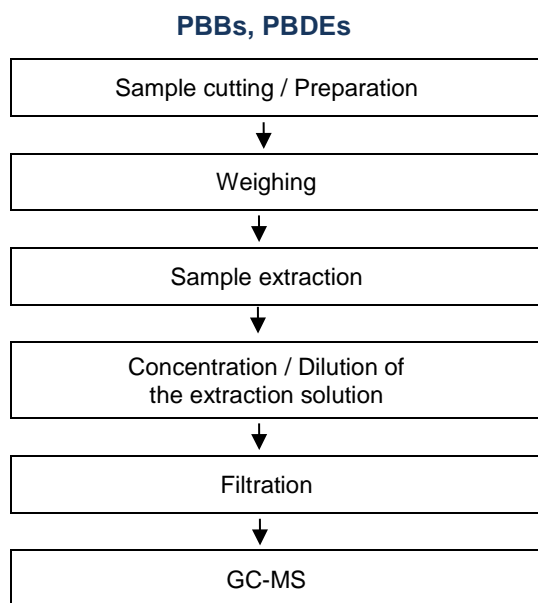 PBBs, PBDEs
Sample cutting / Preparation
Weighing
Sample extraction
Concentration / Dilution of
the extraction solution
Filtration
GC-MS